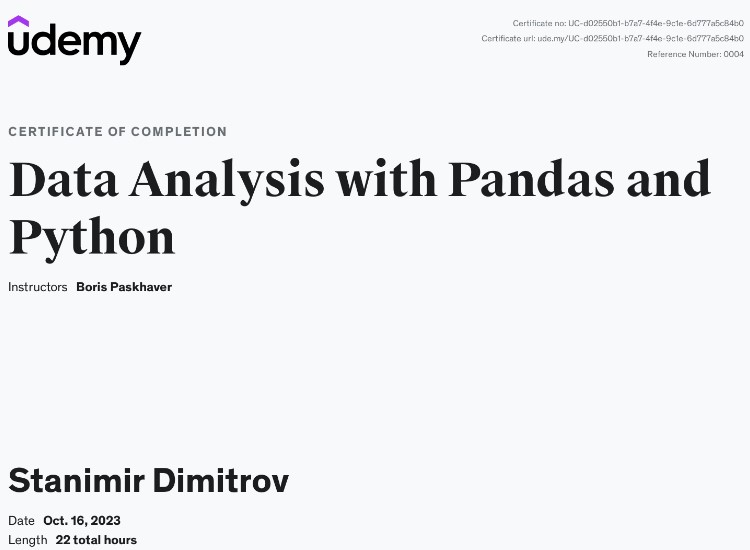 udemy
Certificate no: UC-d02550b1-b7a7-4f4e-9c1e-6d777a5c84b0
Certificate url: ude.my/UC-d02550b1-b7a7-4f4e-9c1e-6d777a5c84b0
Reference Number: 0004
CERTIFICATE OF COMPLETION
Data Analysis with Pandas and
Python
Instructors Boris Paskhaver
Stanimir Dimitrov
Date Oct. 16, 2023
Length 22 total hours